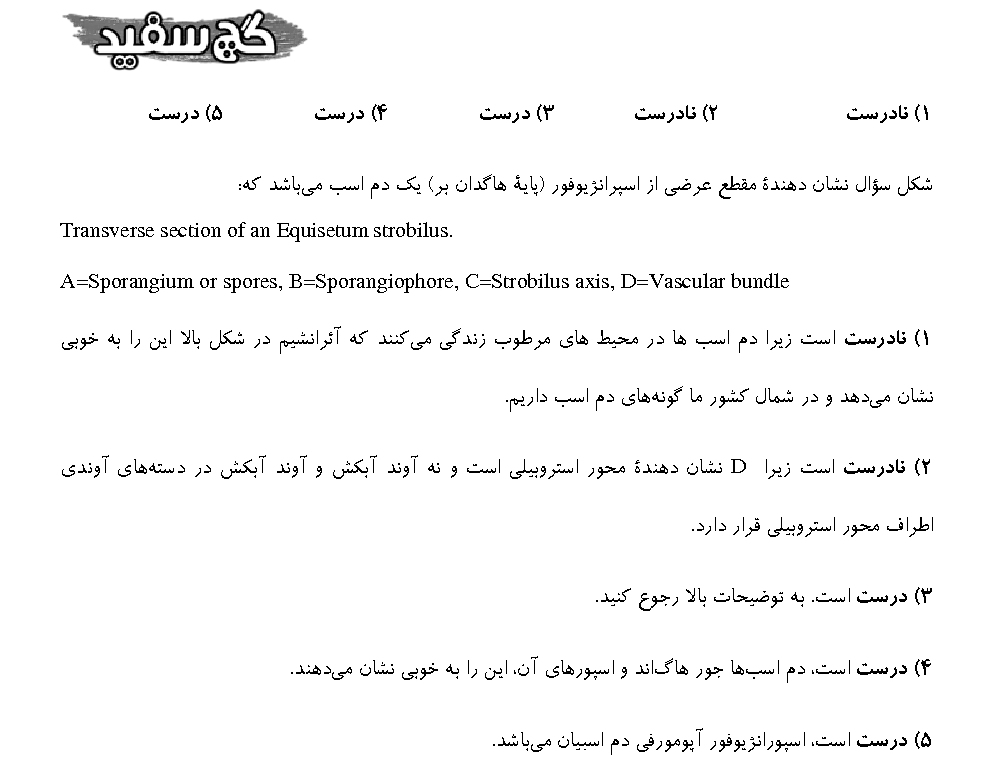 گچ سفید
۱) نادرست ۲) نادرست ۳) درست ۴) درست ۵) درست
شکل سؤال نشان دهندهٔ مقطع عرضی از اسپرانژیوفور (پایهٔ هاگدان بر) یک دم اسب می‌باشد که:
Transverse section of an Equisetum strobilus.
A=Sporangium or spores, B=Sporangiophore, C=Strobilus axis, D=Vascular bundle
۱) نادرست است زیرا دم اسب ها در محیط های مرطوب زندگی می‌کنند که آئرانشیم در شکل بالا این را به خوبی
نشان می‌دهد و در شمال کشور ما گونه‌های دم اسب داریم.
۲) نادرست است زیرا D نشان دهندهٔ محور استروبیلی است و نه آوند آبکش و آوند آبکش در دسته‌های آوندی
اطراف محور استروبیلی قرار دارد.
۳) درست است. به توضیحات بالا رجوع کنید.
۴) درست است، دم اسب‌ها جور هاگ‌اند و اسپورهای آن، این را به خوبی نشان می‌دهند.
۵) درست است، اسپورانژیوفور آپومورفی دم اسبیان می‌باشد.